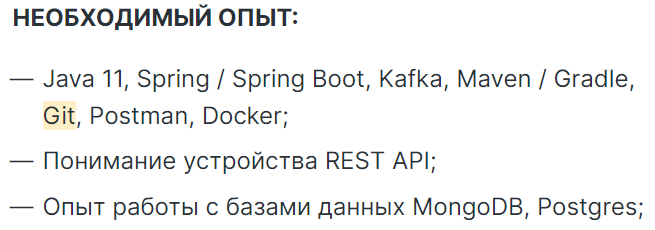 НЕОБХОДИМЫЙ ОПЫТ:
— Java 11, Spring / Spring Boot, Kafka, Maven / Gradle,
Git, Postman, Docker;
— Понимание устройства REST API;
— Опыт работы с базами данных MongoDB, Postgres;